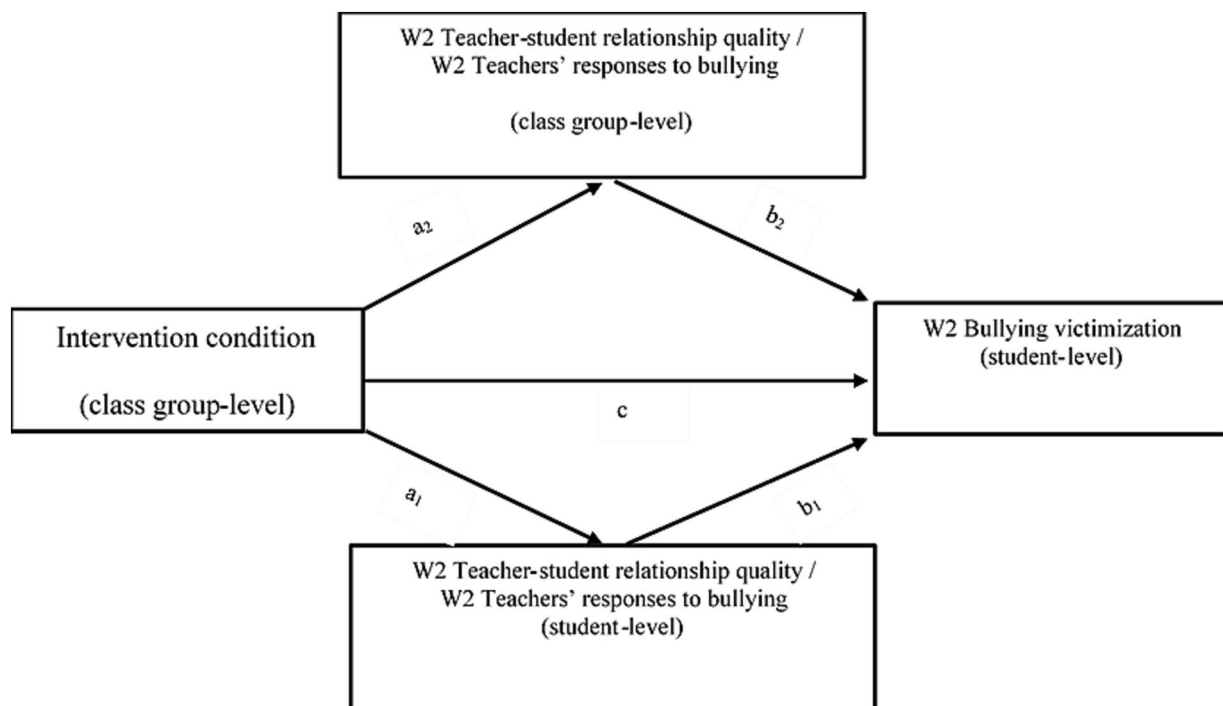 W2 Teacher-student relationship quality /
W2 Teachers' responses to bullying
(class group-level)
a₂
b₂
Intervention condition
(class group-level)
W2 Bullying victimization
(student-level)
c
a₁
b₁
W2 Teacher-student relationship quality /
W2 Teachers' responses to bullying
(student-level)